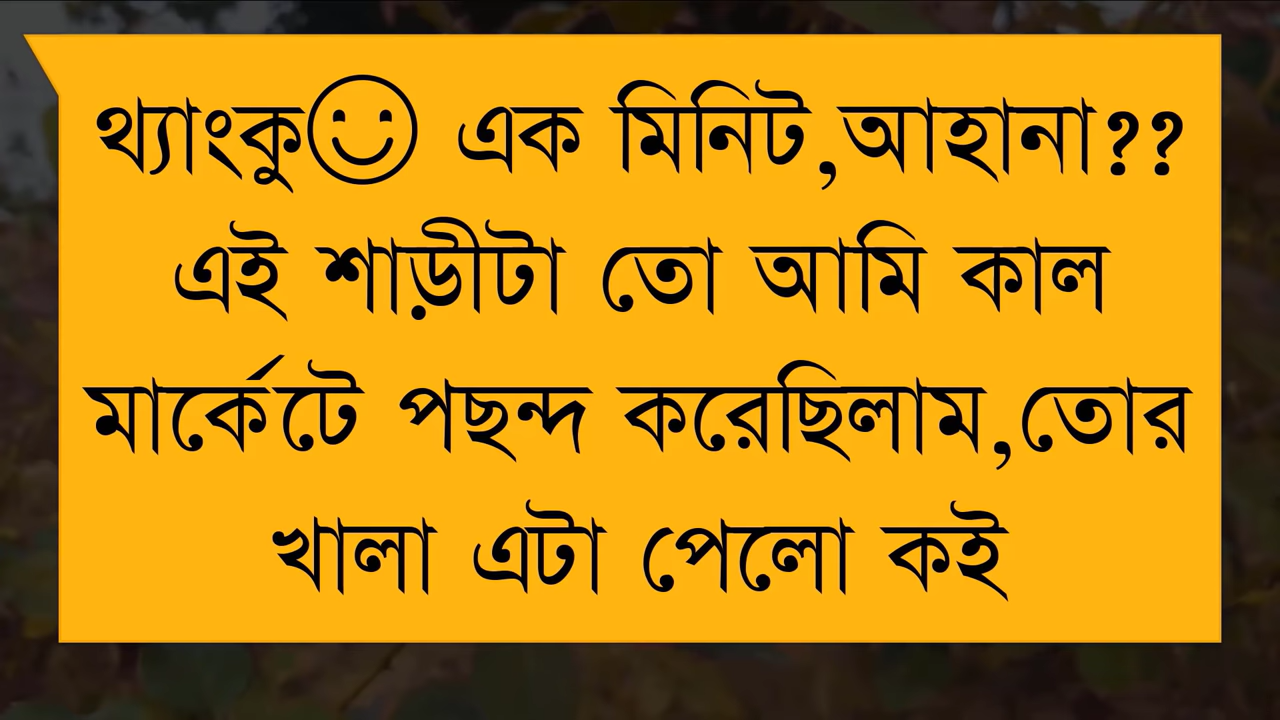 থ্যাংকু☺ এক মিনিট,আহানা??
এই শাড়ীটা তো আমি কাল
মার্কেটে পছন্দ করেছিলাম,তোর
খালা এটা পেলো কই